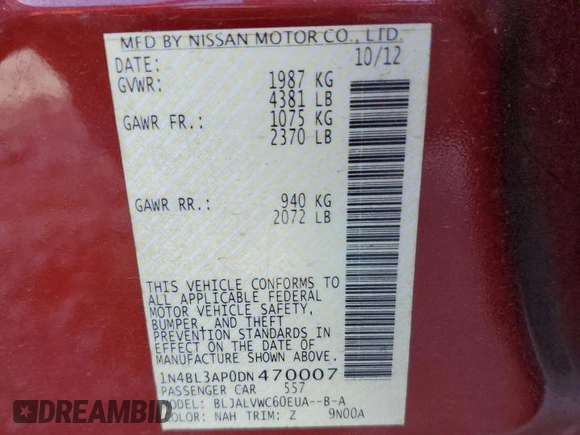 MFD BY NISSAN MOTOR CO., LTD.
DATE: 10/12
GVWR: 1987 KG
4381 LB
GAWR FR.: 1075 KG
2370 LB
GAWR RR.: 940 KG
2072 LB
THIS VEHICLE CONFORMS TO
ALL APPLICABLE FEDERAL
MOTOR VEHICLE SAFETY,
BUMPER, AND THEFT
PREVENTION STANDARDS IN
EFFECT ON THE DATE OF
MANUFACTURE SHOWN ABOVE.
1N4BL3AP0DN470007
PASSENGER CAR 557
MODEL: BLJALVWC60EUA--B-A
COLOR: NAH TRIM: Z 9N00A
DREAMBID